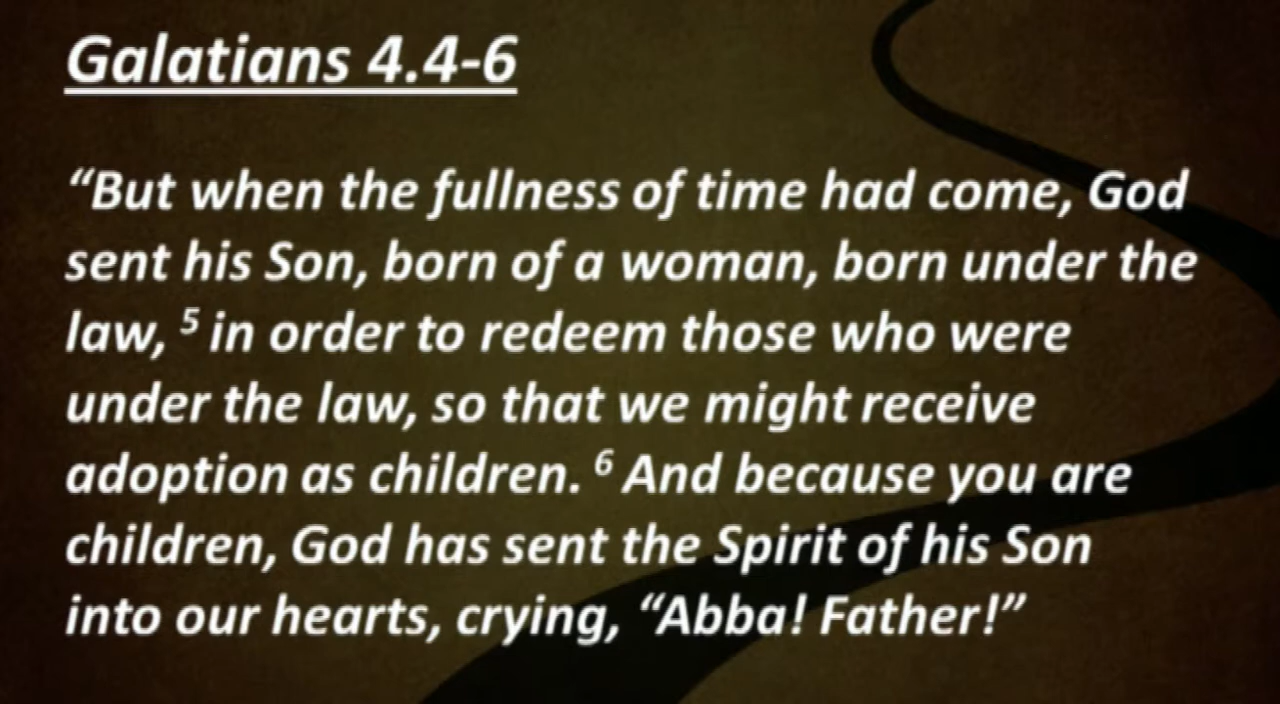 Galatians 4.4-6
“But when the fullness of time had come, God
sent his Son, born of a woman, born under the
law, ⁵ in order to redeem those who were
under the law, so that we might receive
adoption as children. ⁶ And because you are
children, God has sent the Spirit of his Son
into our hearts, crying, “Abba! Father!”